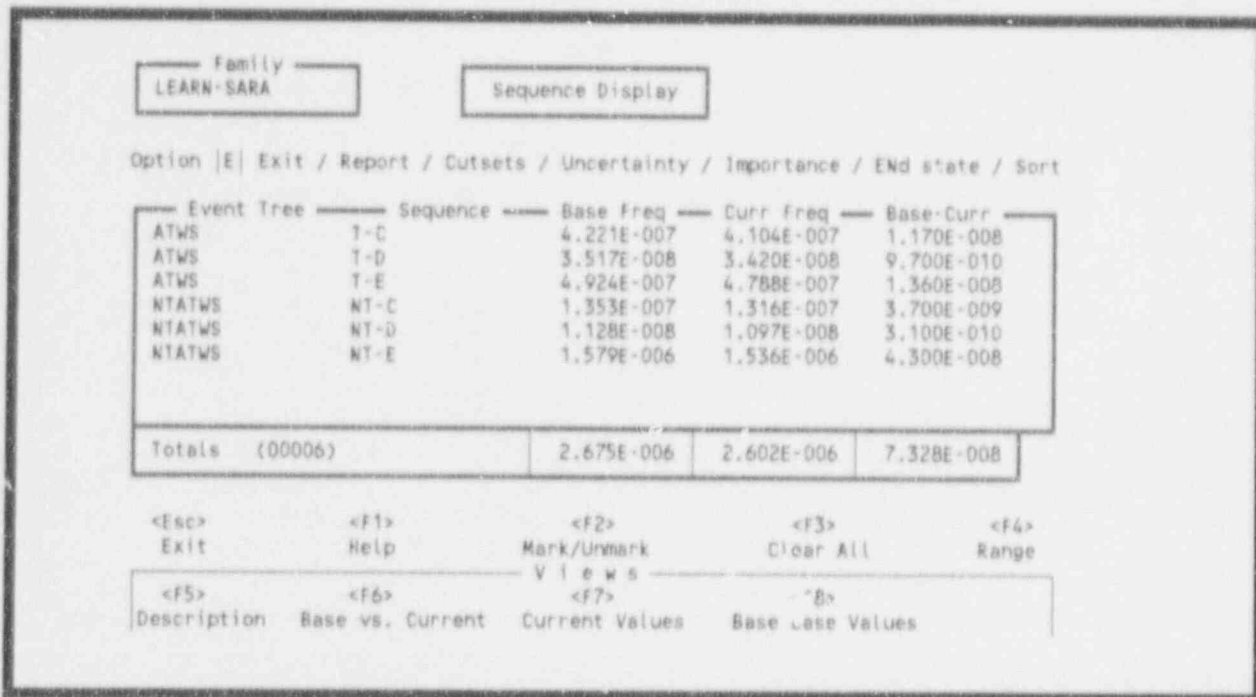 Family
LEARN-SARA
Sequence Display
Option |E| Exit / Report / Cutsets / Uncertainty / Importance / ENd state / Sort
Event Tree Sequence Base Freq Curr Freq Base-Curr
ATWS T-C 4.221E-007 4.104E-007 1.170E-008
ATWS T-D 3.517E-008 3.420E-008 9.700E-010
ATWS T-E 4.924E-007 4.788E-007 1.360E-008
NTATWS NT-C 1.353E-007 1.316E-007 3.700E-009
NTATWS NT-D 1.128E-008 1.097E-008 3.100E-010
NTATWS NT-E 1.579E-006 1.536E-006 4.300E-008
Totals (00006) 2.675E-006 2.602E-006 7.328E-008
<Esc> <F1> <F2> <F3> <F4>
Exit Help Mark/Unmark Clear All Range
Views
<F5> <F6> <F7> 8>
Description Base vs. Current Current Values Base Case Values